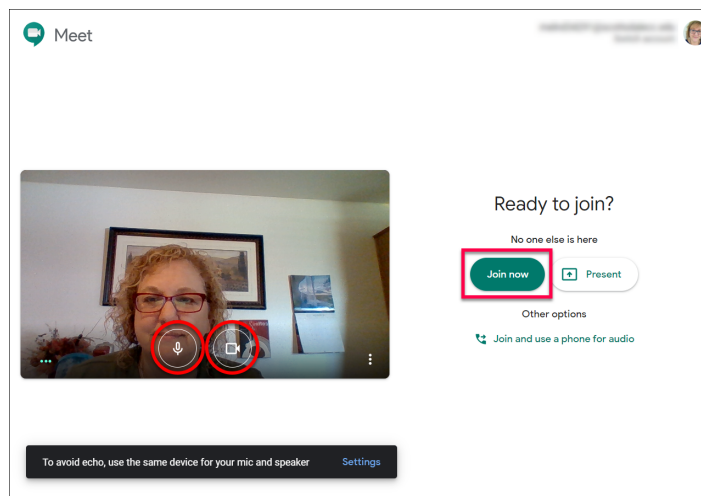 Meet
Ready to join?
No one else is here
Join now
Present
Other options
Join and use a phone for audio
To avoid echo, use the same device for your mic and speaker
Settings